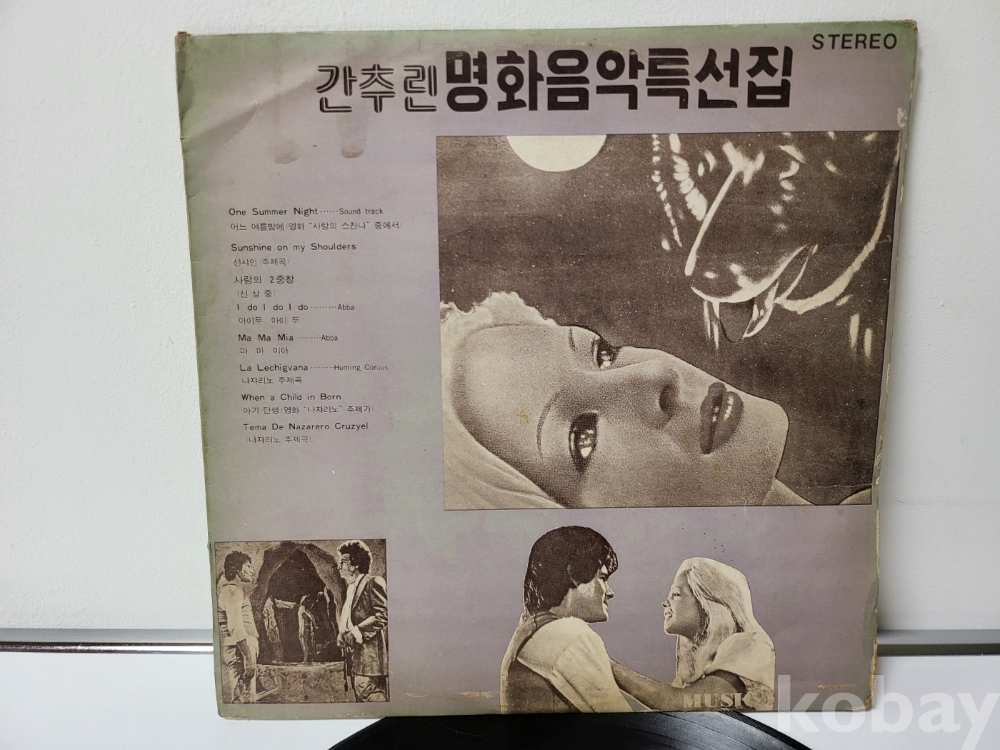 STEREO
간추린 명화음악특선집
One Summer Night ······ Sound track
어느 여름밤에 (영화 "사랑의 스잔나" 중에서)
Sunshine on my Shoulders
선샤인 (주제곡)
사랑의 2중창
(신 상 중)
I do I do I do ········· Abba
아이두 아이 두
Ma Ma Mia ········ Abba
마 마 미아
La Lechigvana ········ Huming Corius
나쟈리노 주제곡
When a Child in Born
아기 탄생 (영화 "나쟈리노" 주제가)
Tema De Nazarero Cruzyel
(나쟈리노 주제곡)
MUSIC
kobay